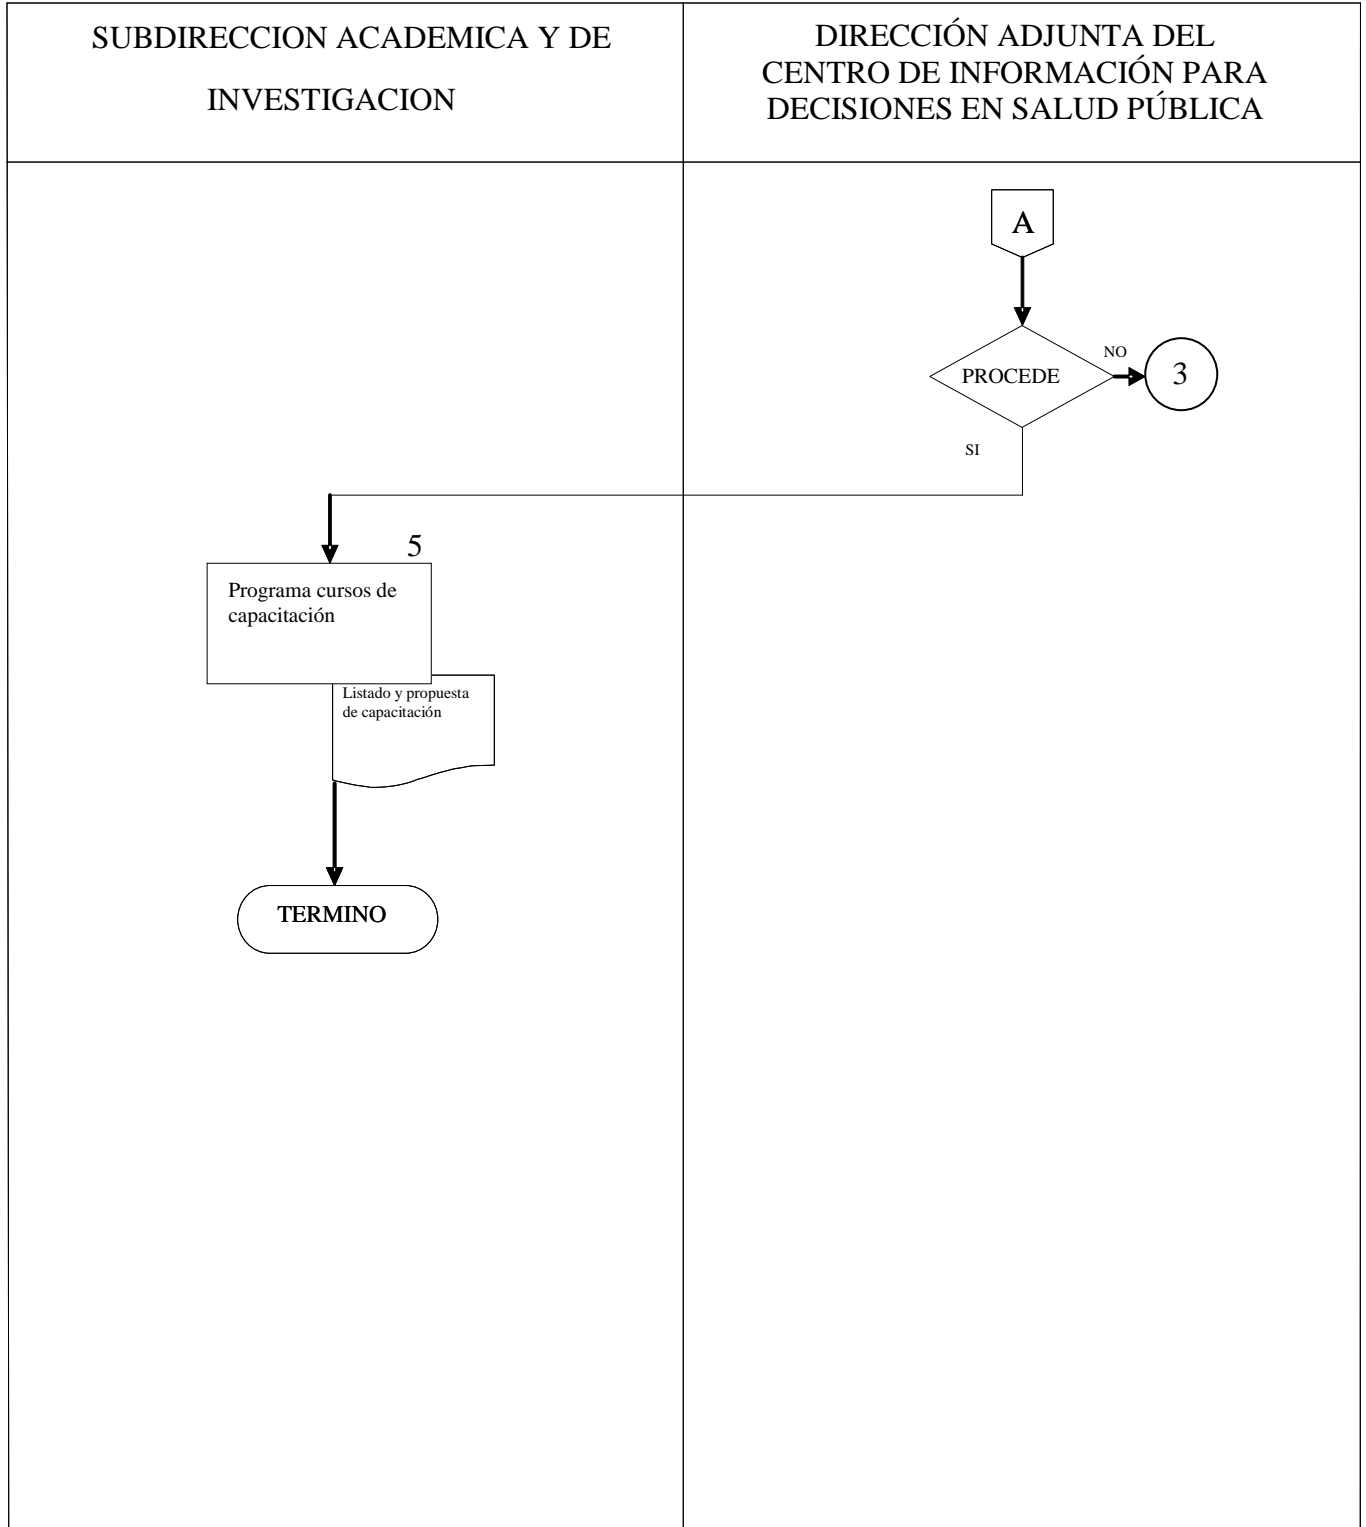 SUBDIRECCION ACADEMICA Y DE
INVESTIGACION
DIRECCIÓN ADJUNTA DEL
CENTRO DE INFORMACIÓN PARA
DECISIONES EN SALUD PÚBLICA
A
PROCEDE
NO
3
SI
5
Programa cursos de
capacitación
Listado y propuesta
de capacitación
TERMINO